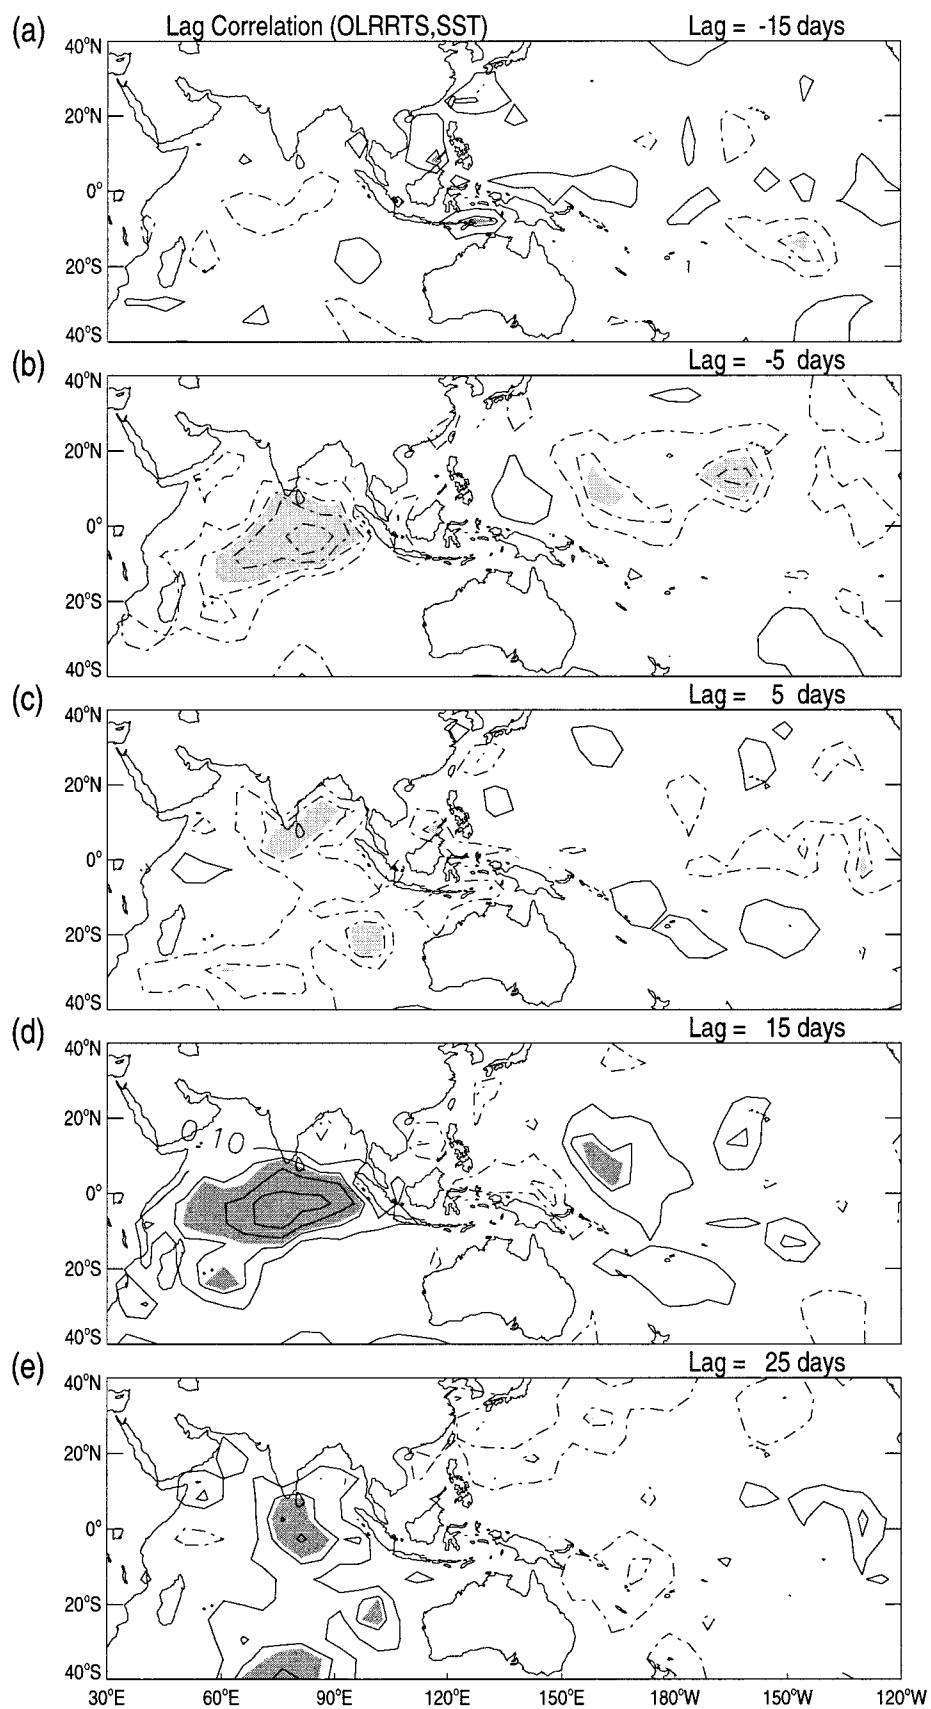 (a) Lag Correlation (OLRRTS,SST) Lag = -15 days
40°N
20°N
0°
20°S
40°S
(b) Lag = -5 days
40°N
20°N
0°
20°S
40°S
(c) Lag = 5 days
40°N
20°N
0°
20°S
40°S
(d) Lag = 15 days
40°N
20°N
0.10
0°
20°S
40°S
(e) Lag = 25 days
40°N
20°N
0°
20°S
40°S
30°E 60°E 90°E 120°E 150°E 180°W 150°W 120°W